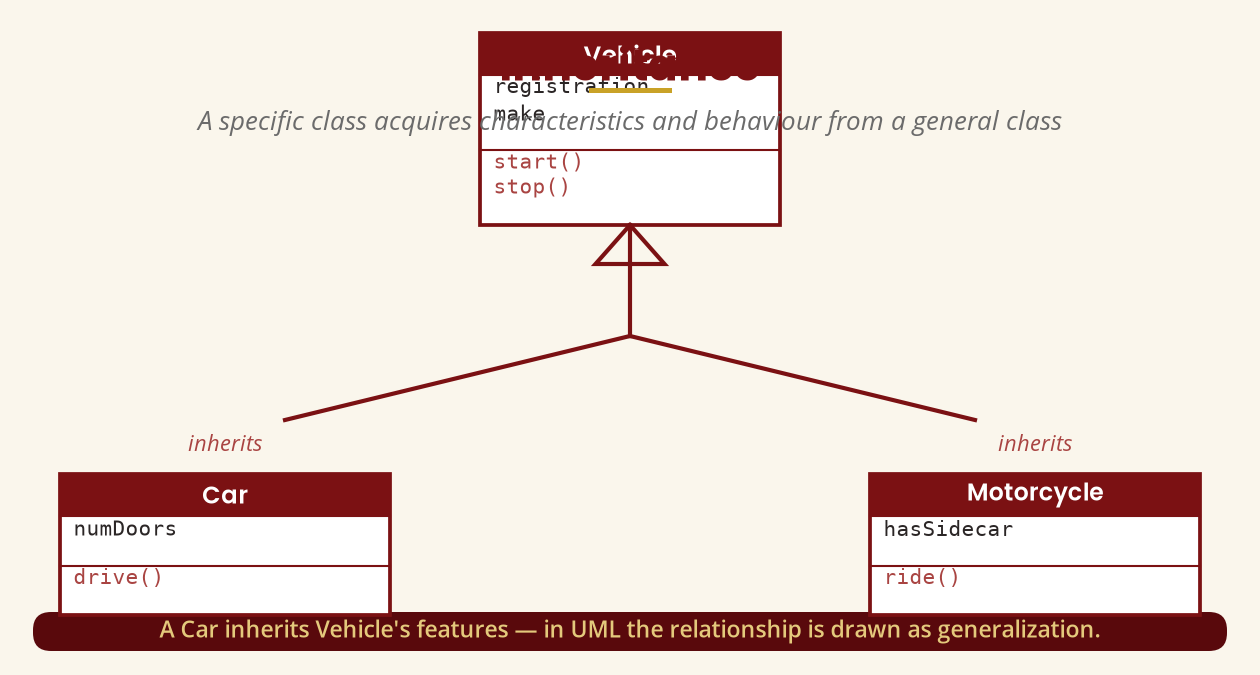 Vehicle
Inheritance
registration
make
A specific class acquires characteristics and behaviour from a general class
start()
stop()
inherits
inherits
Car
Motorcycle
numDoors
hasSidecar
drive()
ride()
A Car inherits Vehicle's features — in UML the relationship is drawn as generalization.